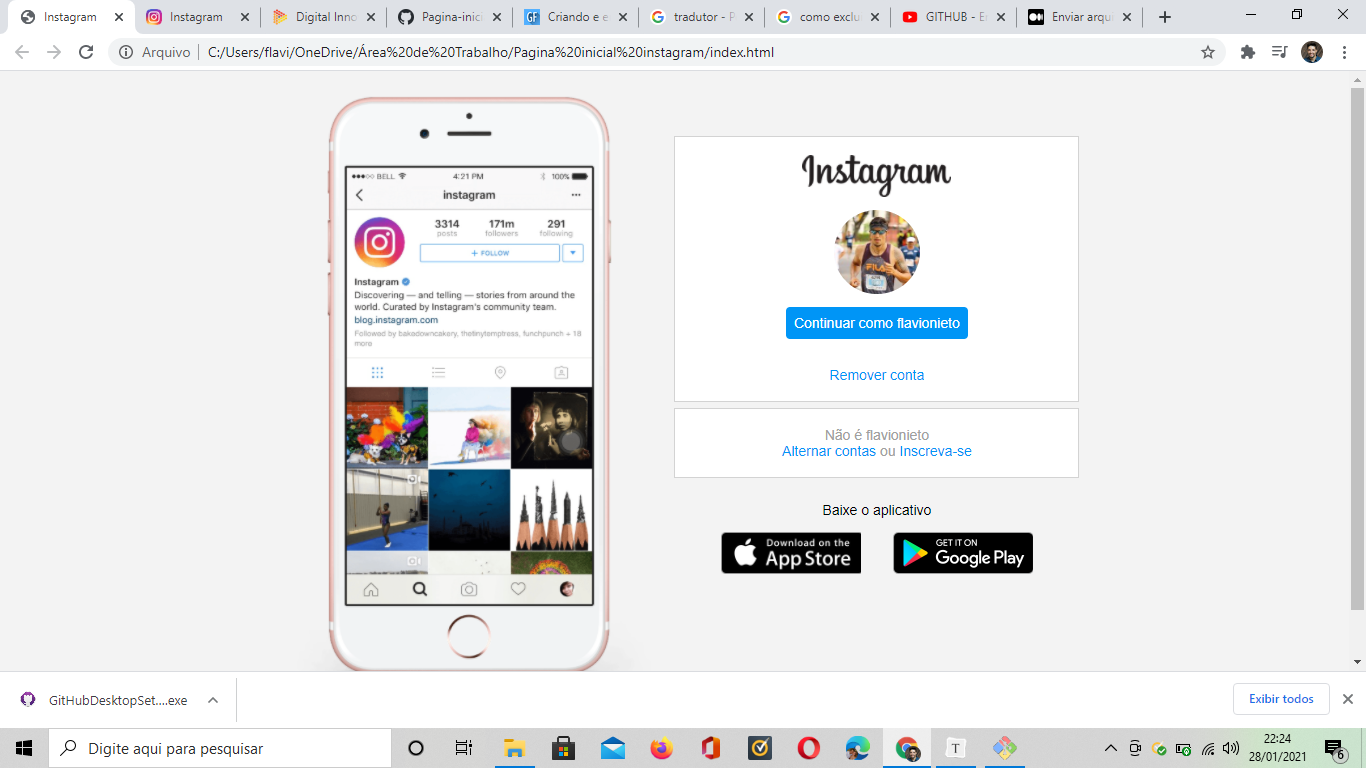 Instagram
Instagram
Digital Inno
Pagina-inici
Criando e e
tradutor - P
como exclu
GITHUB - E
Enviar arqu
Arquivo
C:/Users/flavi/OneDrive/Área%20de%20Trabalho/Pagina%20inicial%20instagram/index.html
BELL
4:21 PM
100%
instagram
3314
171m
291
posts
followers
following
+ FOLLOW
Instagram
Discovering — and telling — stories from around the
world. Curated by Instagram's community team.
blog.instagram.com
Followed by bakedowncakery, thetinytemptress, funchpunch + 18
more
Instagram
FILA
Continuar como flavionieto
Remover conta
Não é flavionieto
Alternar contas ou Inscreva-se
Baixe o aplicativo
Download on the
App Store
GET IT ON
Google Play
GitHubDesktopSet....exe
Exibir todos
Digite aqui para pesquisar
T
22:24
28/01/2021
6